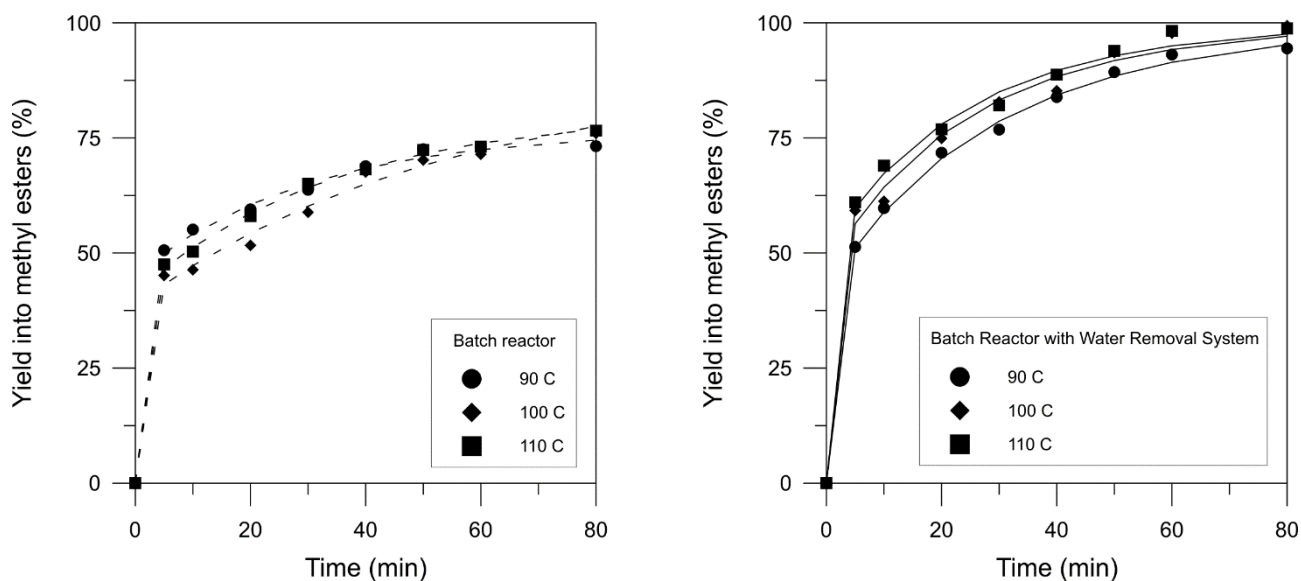 Yield into methyl esters (%)
100
75
50
25
0
Batch reactor
90 C
100 C
110 C
0
20
40
60
80
Time (min)
Yield into methyl esters (%)
100
75
50
25
0
Batch Reactor with Water Removal System
90 C
100 C
110 C
0
20
40
60
80
Time (min)